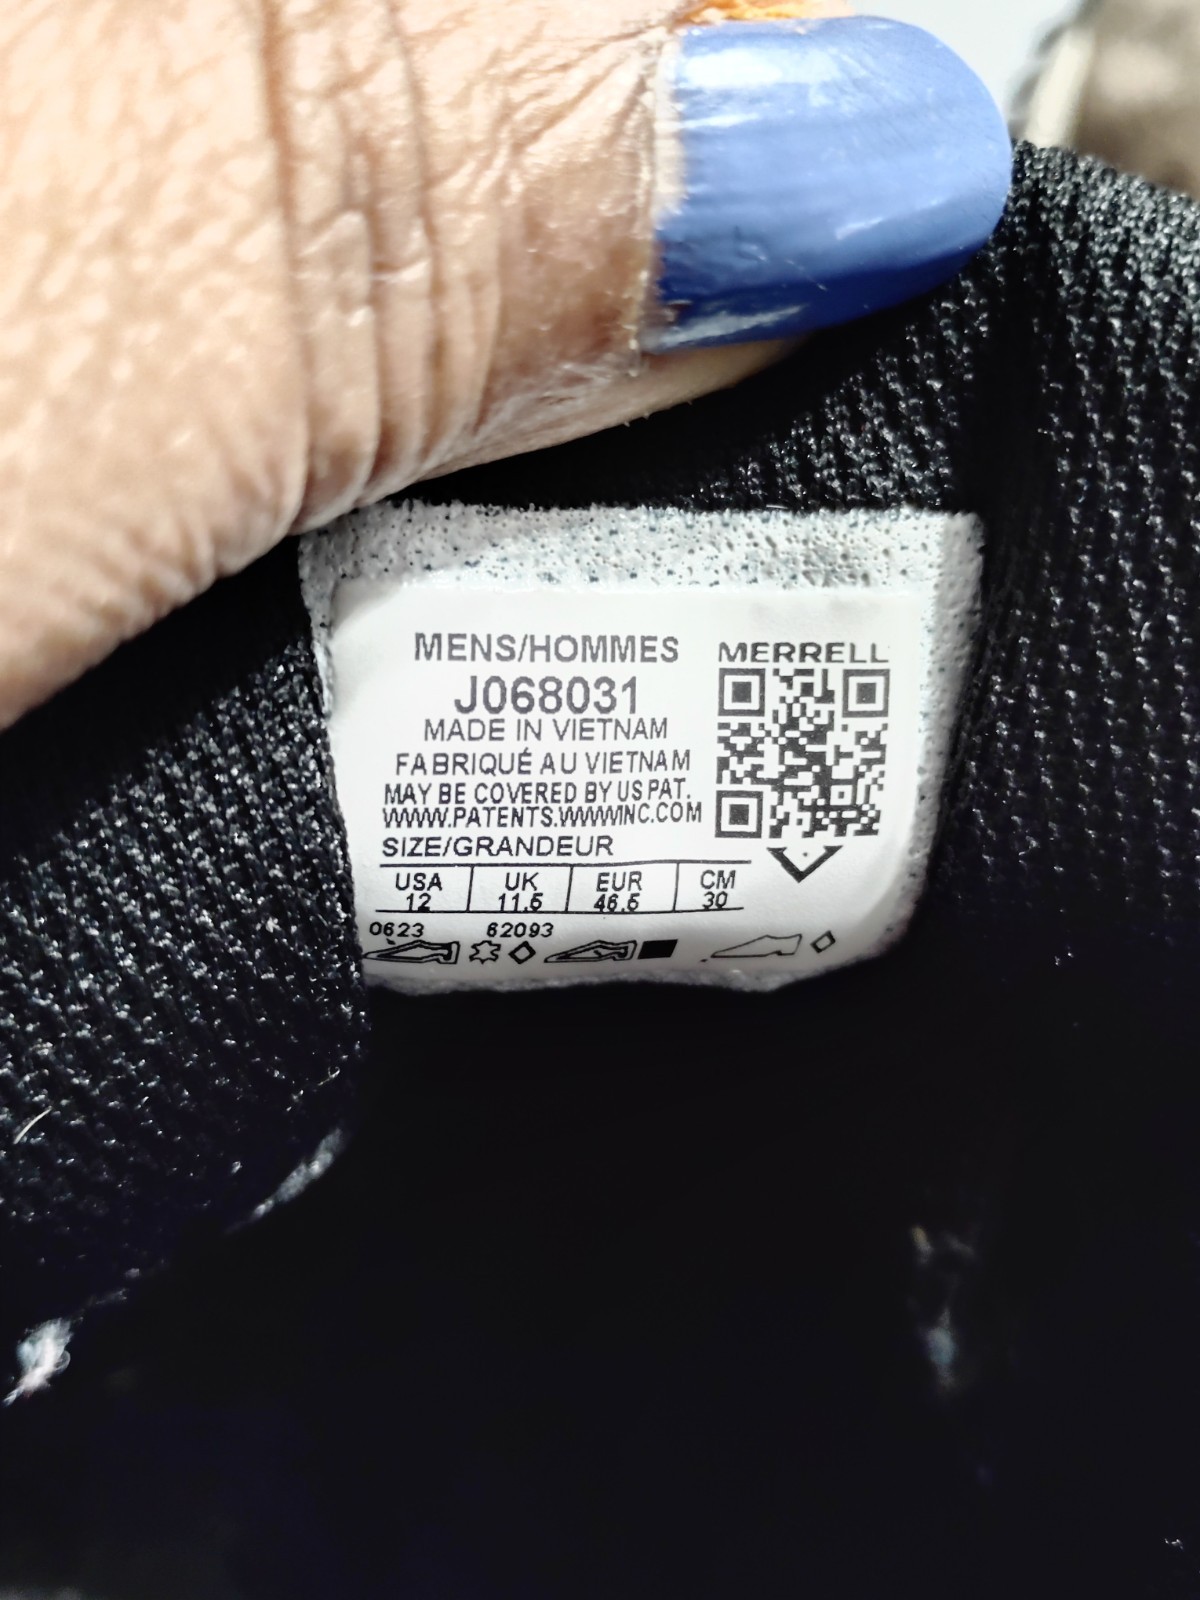 MENS/HOMMES
J068031
MADE IN VIETNAM
FABRIQUÉ AU VIETNAM
MAY BE COVERED BY US PAT.
WWW.PATENTS.WWWINC.COM
SIZE/GRANDEUR
USA UK EUR CM
12 11.5 46.5 30
0623 62093
MERRELL